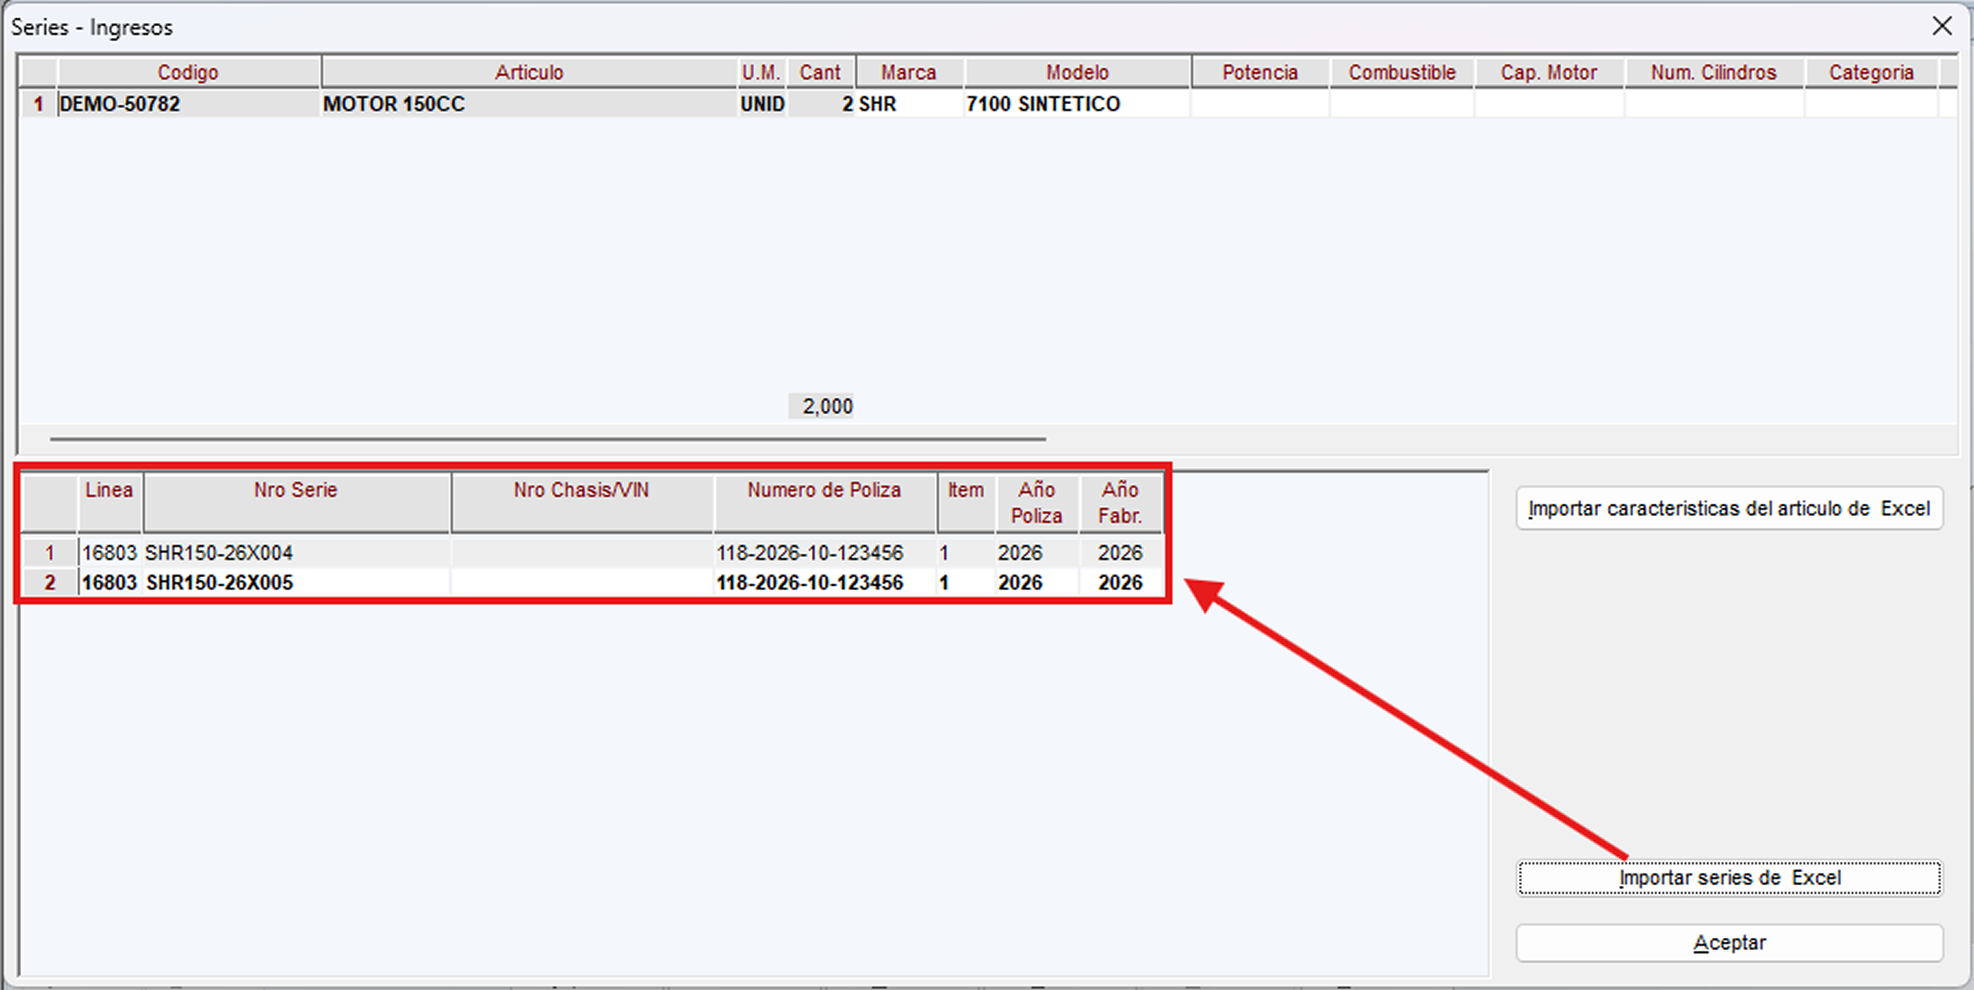 Series - Ingresos
Codigo Articulo U.M. Cant Marca Modelo Potencia Combustible Cap. Motor Num. Cilindros Categoria
1 DEMO-50782 MOTOR 150CC UNID 2 SHR 7100 SINTETICO
2,000
Linea Nro Serie Nro Chasis/VIN Numero de Poliza Item Año Poliza Año Fabr.
1 16803 SHR150-26X004 118-2026-10-123456 1 2026 2026
2 16803 SHR150-26X005 118-2026-10-123456 1 2026 2026
Importar caracteristicas del articulo de Excel
Importar series de Excel
Aceptar